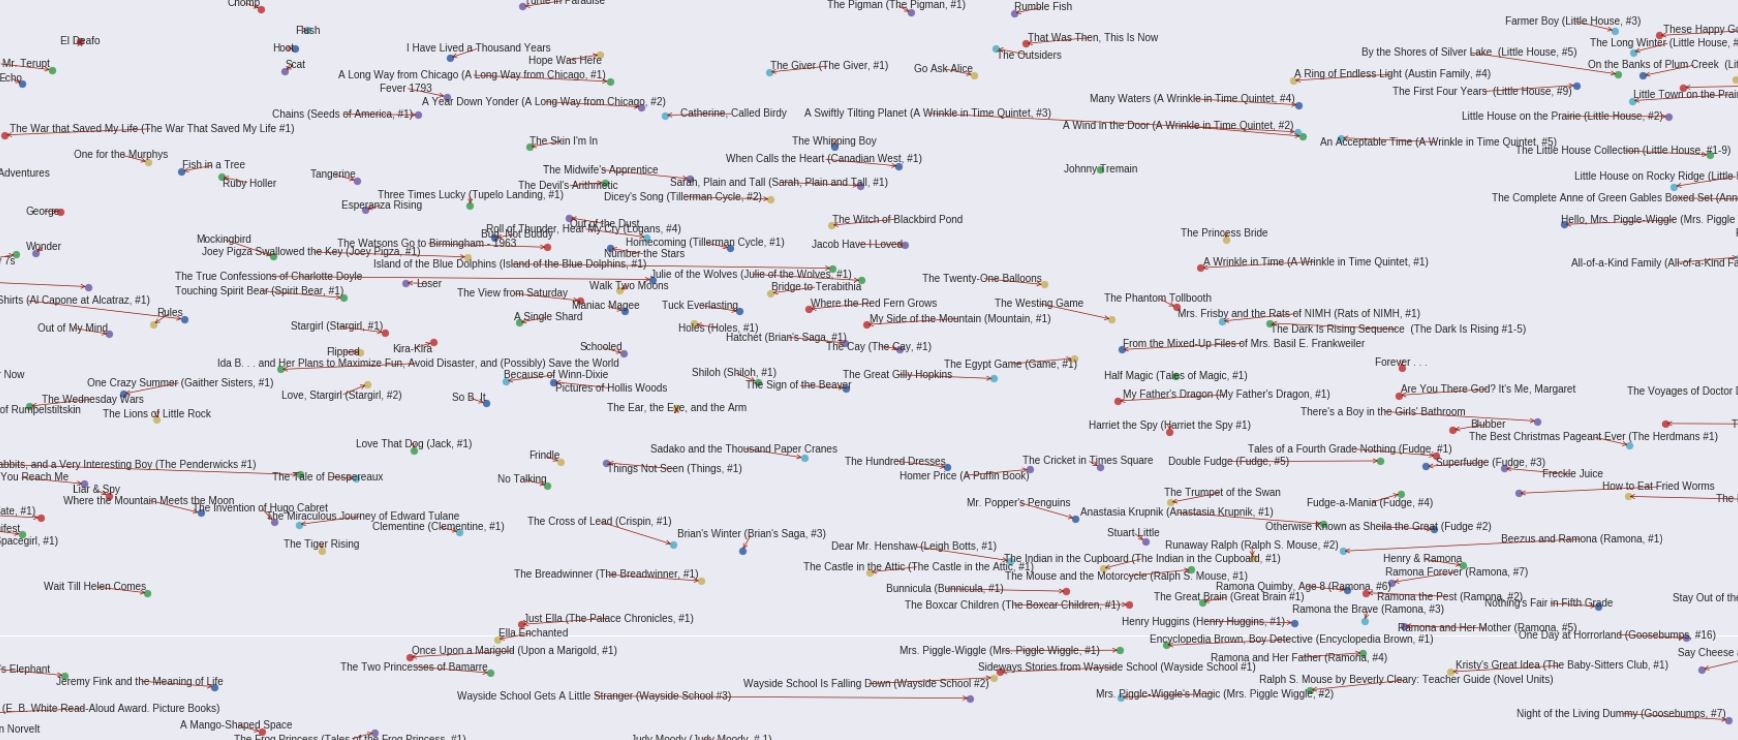 Chomp
Turtle in Paradise
The Pigman (The Pigman, #1)
Rumble Fish
Farmer Boy (Little House, #3)
These Happy G
Flush
El Deafo
That Was Then, This Is Now
The Long Winter (Little House, #
Hoot
I Have Lived a Thousand Years
The Outsiders
By the Shores of Silver Lake (Little House, #5)
Mr. Terupt
Scat
Hope Was Here
The Giver (The Giver, #1)
Go Ask Alice
On the Banks of Plum Creek (Lit
Echo
A Long Way from Chicago (A Long Way from Chicago, #1)
A Ring of Endless Light (Austin Family, #4)
Fever 1793
The First Four Years (Little House, #9)
Little Town on the Prai
A Year Down Yonder (A Long Way from Chicago, #2)
Many Waters (A Wrinkle in Time Quintet, #4)
Chains (Seeds of America, #1)
Catherine, Called Birdy
A Swiftly Tilting Planet (A Wrinkle in Time Quintet, #3)
Little House on the Prairie (Little House, #2)
The War that Saved My Life (The War That Saved My Life #1)
A Wind in the Door (A Wrinkle in Time Quintet, #2)
The Skin I'm In
The Whipping Boy
An Acceptable Time (A Wrinkle in Time Quintet, #5)
The Little House Collection (Little House, #1-9)
One for the Murphys
Fish in a Tree
When Calls the Heart (Canadian West, #1)
Adventures
Tangerine
The Midwife's Apprentice
Johnny Tremain
Little House on Rocky Ridge (Little
Ruby Holler
The Devil's Arithmetic
Sarah, Plain and Tall (Sarah, Plain and Tall, #1)
Three Times Lucky (Tupelo Landing, #1)
Dicey's Song (Tillerman Cycle, #2)
The Complete Anne of Green Gables Boxed Set (Ann
George
Esperanza Rising
Out of the Dust
The Witch of Blackbird Pond
Hello, Mrs. Piggle-Wiggle (Mrs. Piggle
Roll of Thunder, Hear My Cry (Logans, #4)
Bud, Not Buddy
The Princess Bride
Wonder
Mockingbird
The Watsons Go to Birmingham - 1963
Homecoming (Tillerman Cycle, #1)
Jacob Have I Loved
Joey Pigza Swallowed the Key (Joey Pigza, #1)
Number the Stars
Island of the Blue Dolphins (Island of the Blue Dolphins, #1)
A Wrinkle in Time (A Wrinkle in Time Quintet, #1)
All-of-a-Kind Family (All-of-a-Kind Fa
The True Confessions of Charlotte Doyle
Julie of the Wolves (Julie of the Wolves, #1)
The Twenty-One Balloons
Loser
Walk Two Moons
Bridge to Terabithia
Touching Spirit Bear (Spirit Bear, #1)
The View from Saturday
Shirts (Al Capone at Alcatraz, #1)
Maniac Magee
Tuck Everlasting
Where the Red Fern Grows
The Westing Game
The Phantom Tollbooth
Rules
A Single Shard
My Side of the Mountain (Mountain, #1)
Mrs. Frisby and the Rats of NIMH (Rats of NIMH, #1)
Out of My Mind
Stargirl (Stargirl, #1)
Holes (Holes, #1)
The Dark Is Rising Sequence (The Dark Is Rising #1-5)
Hatchet (Brian's Saga, #1)
Flipped
Kira-Kira
Schooled
The Cay (The Cay, #1)
From the Mixed-Up Files of Mrs. Basil E. Frankweiler
Ida B. . . and Her Plans to Maximize Fun, Avoid Disaster, and (Possibly) Save the World
The Egypt Game (Game, #1)
Forever . . .
r Now
Because of Winn-Dixie
Shiloh (Shiloh, #1)
The Great Gilly Hopkins
Half Magic (Tales of Magic, #1)
One Crazy Summer (Gaither Sisters, #1)
Pictures of Hollis Woods
The Sign of the Beaver
Are You There God? It's Me, Margaret
The Voyages of Doctor
Love, Stargirl (Stargirl, #2)
So B. It
My Father's Dragon (My Father's Dragon, #1)
The Wednesday Wars
of Rumpelstiltskin
The Lions of Little Rock
The Ear, the Eye, and the Arm
There's a Boy in the Girls' Bathroom
Harriet the Spy (Harriet the Spy #1)
Blubber
The Best Christmas Pageant Ever (The Herdmans #1)
Love That Dog (Jack, #1)
Sadako and the Thousand Paper Cranes
Tales of a Fourth Grade Nothing (Fudge, #1)
abbits, and a Very Interesting Boy (The Penderwicks #1)
Frindle
Things Not Seen (Things, #1)
The Hundred Dresses
The Cricket in Times Square
Double Fudge (Fudge, #5)
Superfudge (Fudge, #3)
You Reach Me
The Tale of Despereaux
No Talking
Homer Price (A Puffin Book)
Freckle Juice
Liar & Spy
The Trumpet of the Swan
How to Eat Fried Worms
Where the Mountain Meets the Moon
The Invention of Hugo Cabret
Mr. Popper's Penguins
Fudge-a-Mania (Fudge, #4)
ate, #1)
The Miraculous Journey of Edward Tulane
Anastasia Krupnik (Anastasia Krupnik, #1)
ifest
Clementine (Clementine, #1)
The Cross of Lead (Crispin, #1)
Otherwise Known as Sheila the Great (Fudge #2)
Spacegirl, #1)
The Tiger Rising
Brian's Winter (Brian's Saga, #3)
Stuart Little
Beezus and Ramona (Ramona, #1)
Dear Mr. Henshaw (Leigh Botts, #1)
Runaway Ralph (Ralph S. Mouse, #2)
The Indian in the Cupboard (The Indian in the Cupboard, #1)
Henry & Ramona
The Castle in the Attic (The Castle in the Attic, #1)
The Breadwinner (The Breadwinner, #1)
The Mouse and the Motorcycle (Ralph S. Mouse, #1)
Ramona Forever (Ramona, #7)
Wait Till Helen Comes
Bunnicula (Bunnicula, #1)
Ramona Quimby, Age 8 (Ramona, #6)
The Great Brain (Great Brain #1)
Ramona the Pest (Ramona, #2)
Stay Out of the
The Boxcar Children (The Boxcar Children, #1)
Ramona the Brave (Ramona, #3)
Nothing's Fair in Fifth Grade
Just Ella (The Palace Chronicles, #1)
Henry Huggins (Henry Huggins, #1)
Ramona and Her Mother (Ramona, #5)
Ella Enchanted
Encyclopedia Brown, Boy Detective (Encyclopedia Brown, #1)
One Day at Horrorland (Goosebumps, #16)
Once Upon a Marigold (Upon a Marigold, #1)
Mrs. Piggle-Wiggle (Mrs. Piggle Wiggle, #1)
Ramona and Her Father (Ramona, #4)
Say Cheese
's Elephant
The Two Princesses of Bamarre
Sideways Stories from Wayside School (Wayside School #1)
Kristy's Great Idea (The Baby-Sitters Club, #1)
Jeremy Fink and the Meaning of Life
Wayside School Is Falling Down (Wayside School #2)
Ralph S. Mouse by Beverly Cleary: Teacher Guide (Novel Units)
Wayside School Gets A Little Stranger (Wayside School #3)
Mrs. Piggle-Wiggle's Magic (Mrs. Piggle Wiggle, #2)
(E. B. White Read-Aloud Award. Picture Books)
Night of the Living Dummy (Goosebumps, #7)
n Norvelt
A Mango-Shaped Space
The Frog Princess (Tales of the Frog Princess, #1)
Judy Moody (Judy Moody, #1)